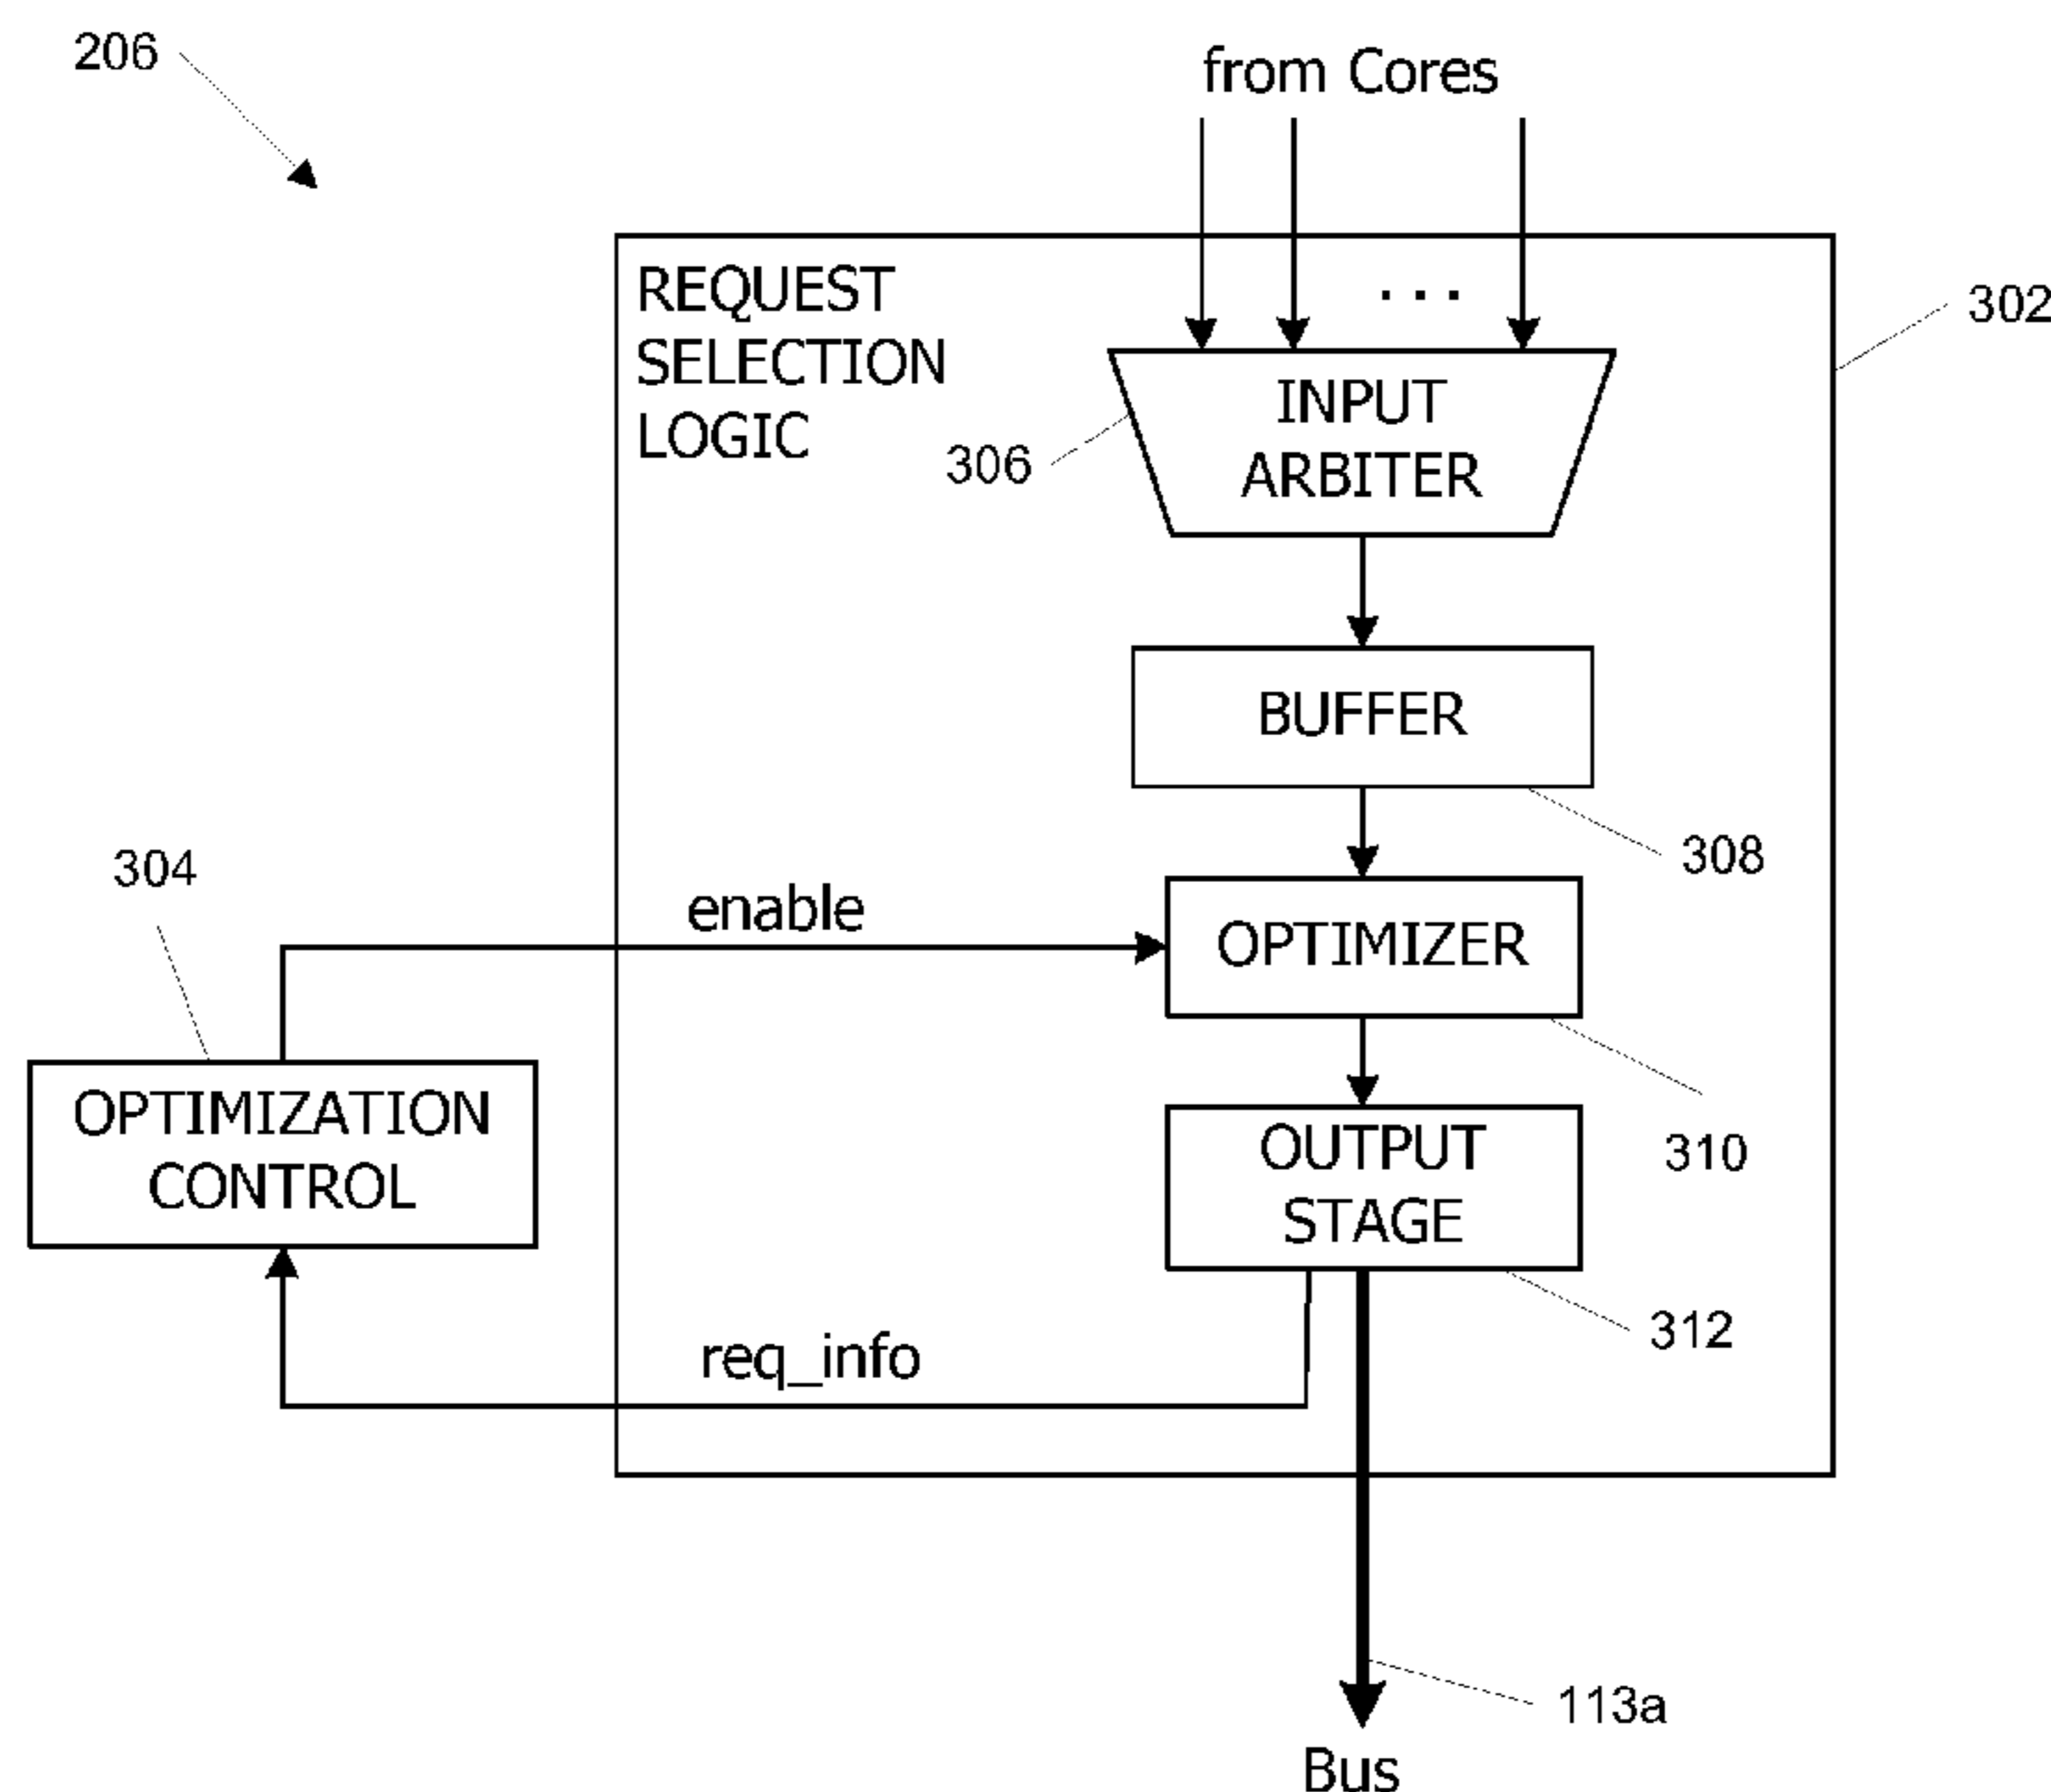 206
from Cores
REQUEST
SELECTION
LOGIC
. . .
302
INPUT
ARBITER
306
BUFFER
308
304
enable
OPTIMIZER
OPTIMIZATION
CONTROL
310
OUTPUT
STAGE
312
req_info
113a
Bus